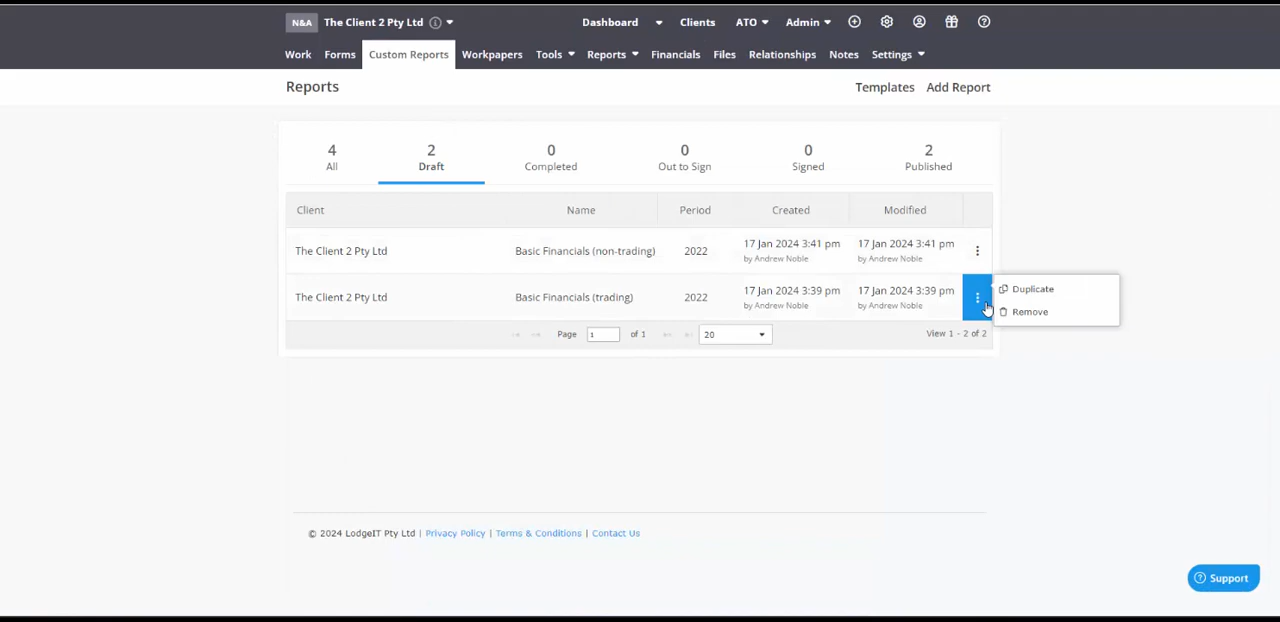 N&A The Client 2 Pty Ltd Dashboard Clients ATO Admin
Work Forms Custom Reports Workpapers Tools Reports Financials Files Relationships Notes Settings
Reports Templates Add Report
4 2 0 0 0 2
All Draft Completed Out to Sign Signed Published
Client Name Period Created Modified
The Client 2 Pty Ltd Basic Financials (non-trading) 2022 17 Jan 2024 3:41 pm 17 Jan 2024 3:41 pm
by Andrew Noble by Andrew Noble
The Client 2 Pty Ltd Basic Financials (trading) 2022 17 Jan 2024 3:39 pm 17 Jan 2024 3:39 pm
by Andrew Noble by Andrew Noble
Duplicate
Remove
Page 1 of 1 20 View 1 - 2 of 2
© 2024 LodgeIT Pty Ltd | Privacy Policy | Terms & Conditions | Contact Us
Support